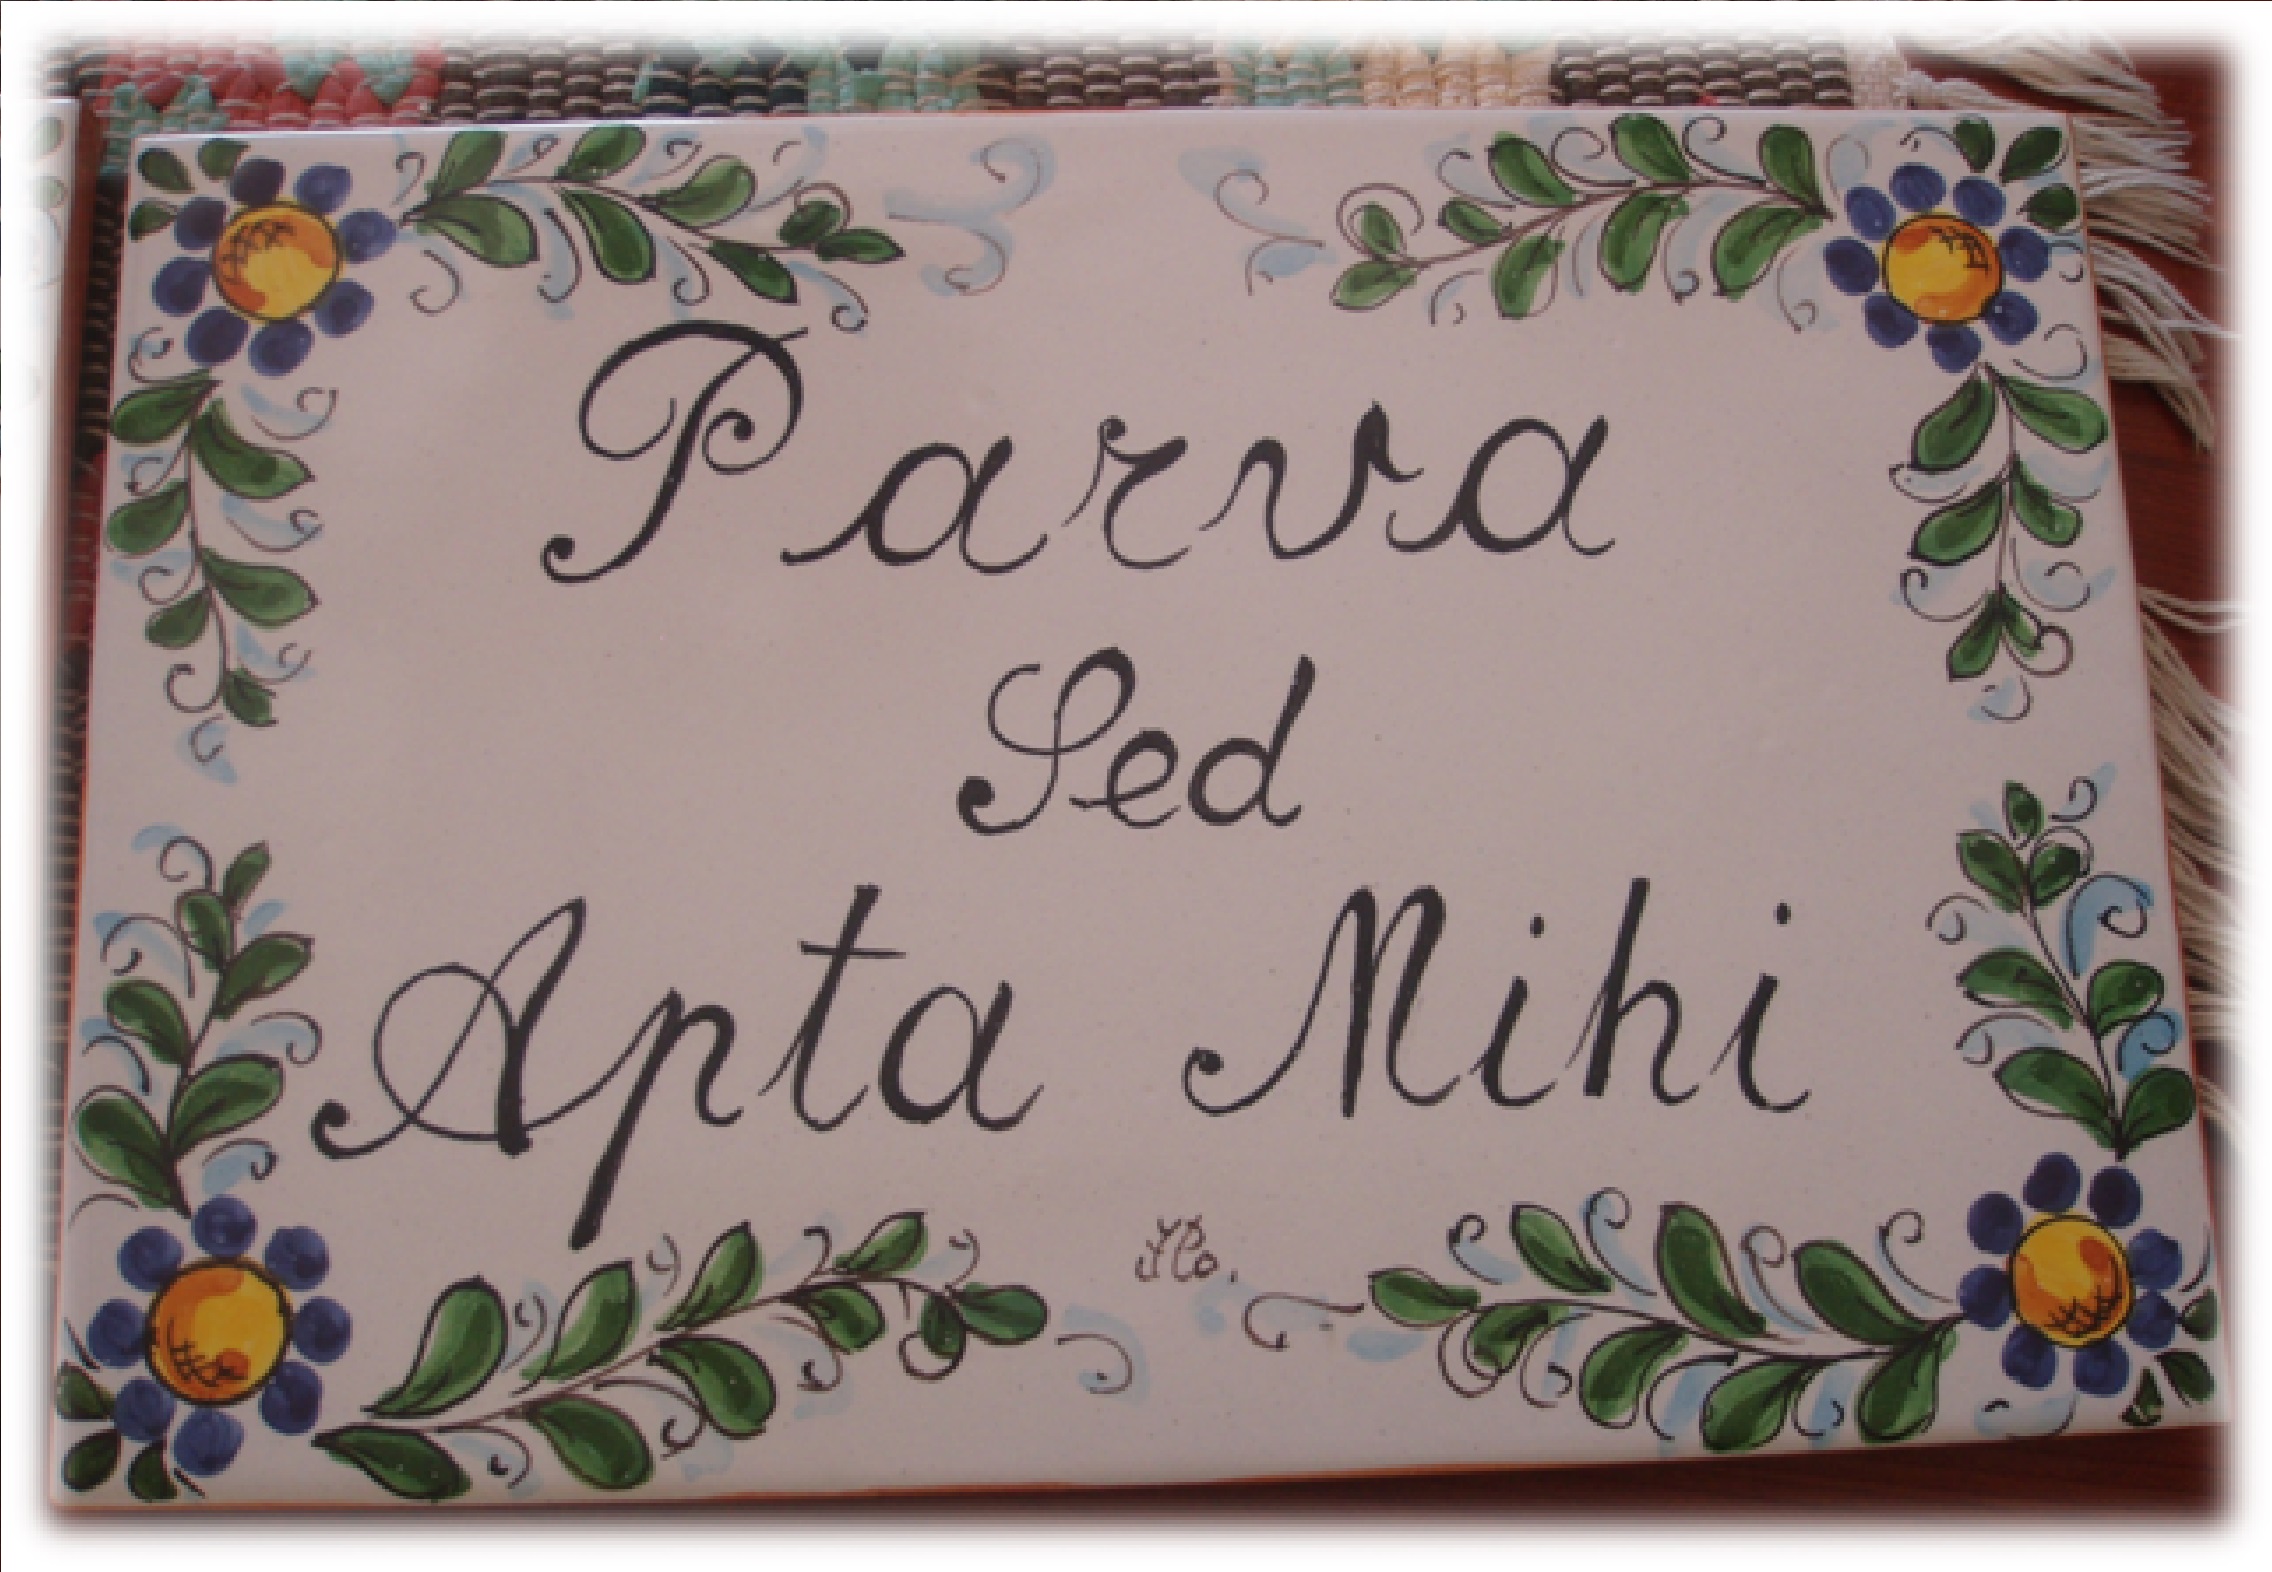 Parva
Sed
Apta Mihi